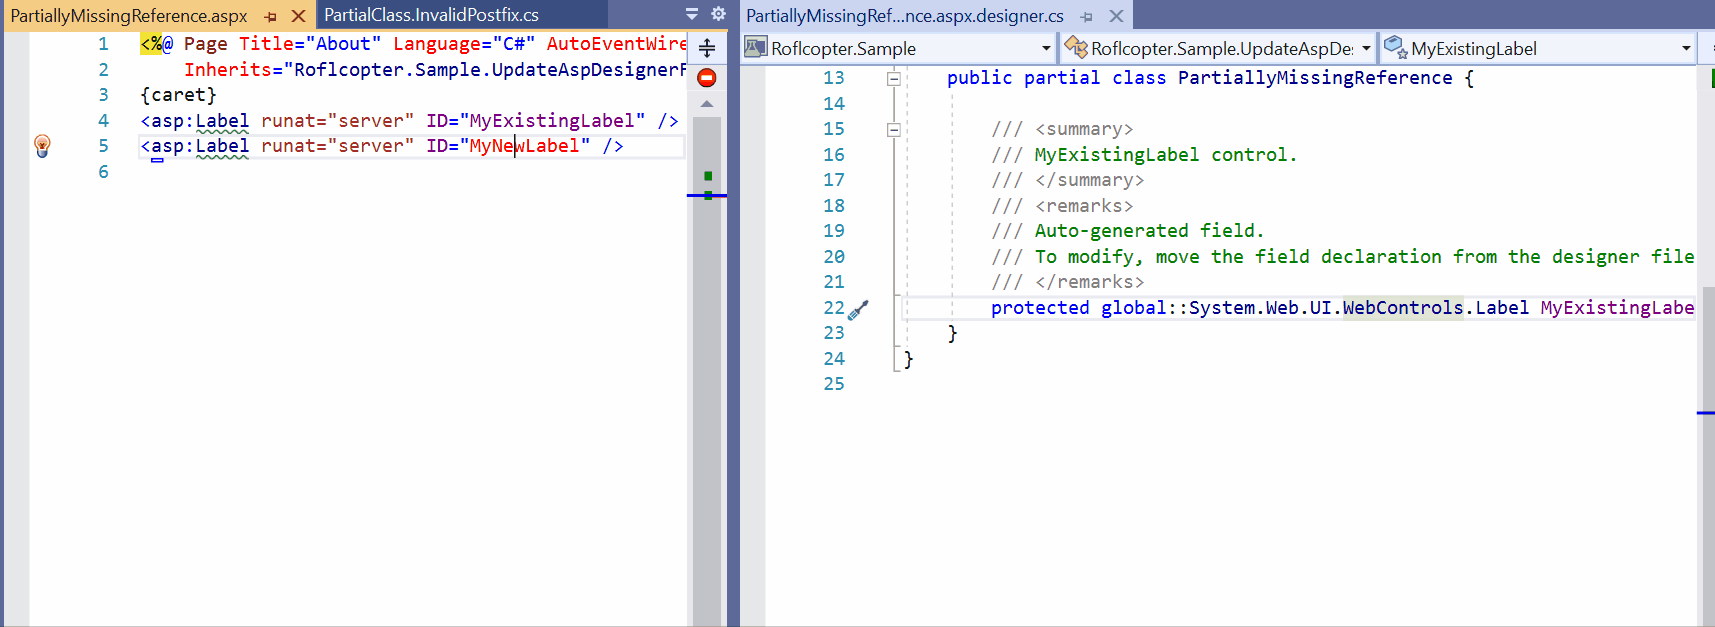 PartiallyMissingReference.aspx
PartialClass.InvalidPostfix.cs
1 <%@ Page Title="About" Language="C#" AutoEventWire
2 Inherits="Roflcopter.Sample.UpdateAspDesignerF
3 {caret}
4 <asp:Label runat="server" ID="MyExistingLabel" />
5 <asp:Label runat="server" ID="MyNewLabel" />
6
PartiallyMissingRef...nce.aspx.designer.cs
Roflcopter.Sample
Roflcopter.Sample.UpdateAspDe:
MyExistingLabel
13 public partial class PartiallyMissingReference {
14
15 /// <summary>
16 /// MyExistingLabel control.
17 /// </summary>
18 /// <remarks>
19 /// Auto-generated field.
20 /// To modify, move the field declaration from the designer file
21 /// </remarks>
22 protected global::System.Web.UI.WebControls.Label MyExistingLabe
23 }
24 }
25